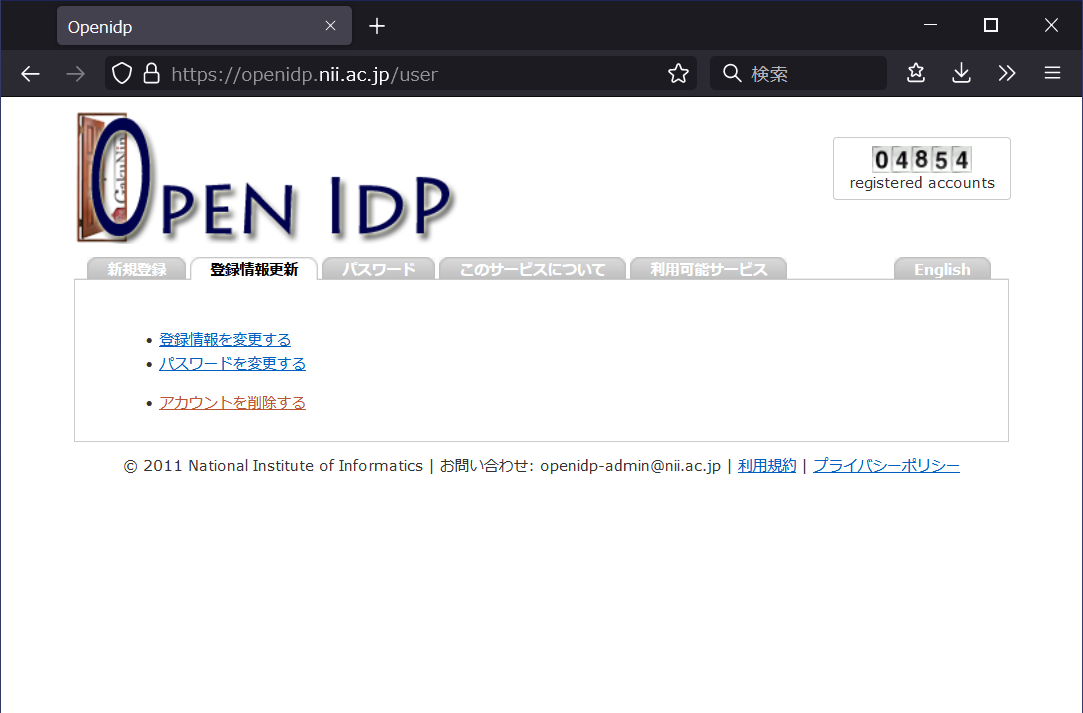 Openidp
https://openidp.nii.ac.jp/user
検索
GakuNin
OPEN IDP
04854
registered accounts
新規登録 登録情報更新 パスワード このサービスについて 利用可能サービス English
• 登録情報を変更する
• パスワードを変更する
• アカウントを削除する
© 2011 National Institute of Informatics | お問い合わせ: openidp-admin@nii.ac.jp | 利用規約 | プライバシーポリシー